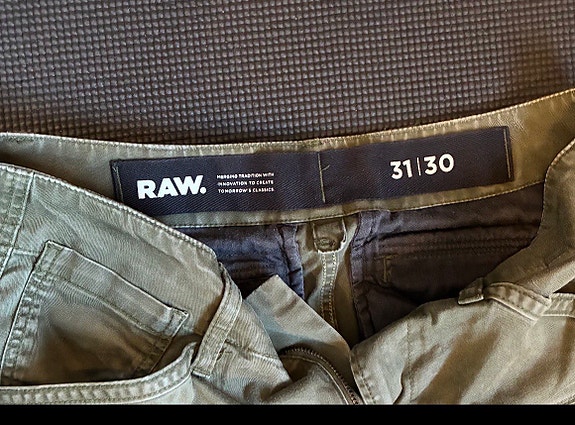 RAW.
MERGING TRADITION WITH
INNOVATION TO CREATE
TOMORROW'S CLASSICS.
31|30